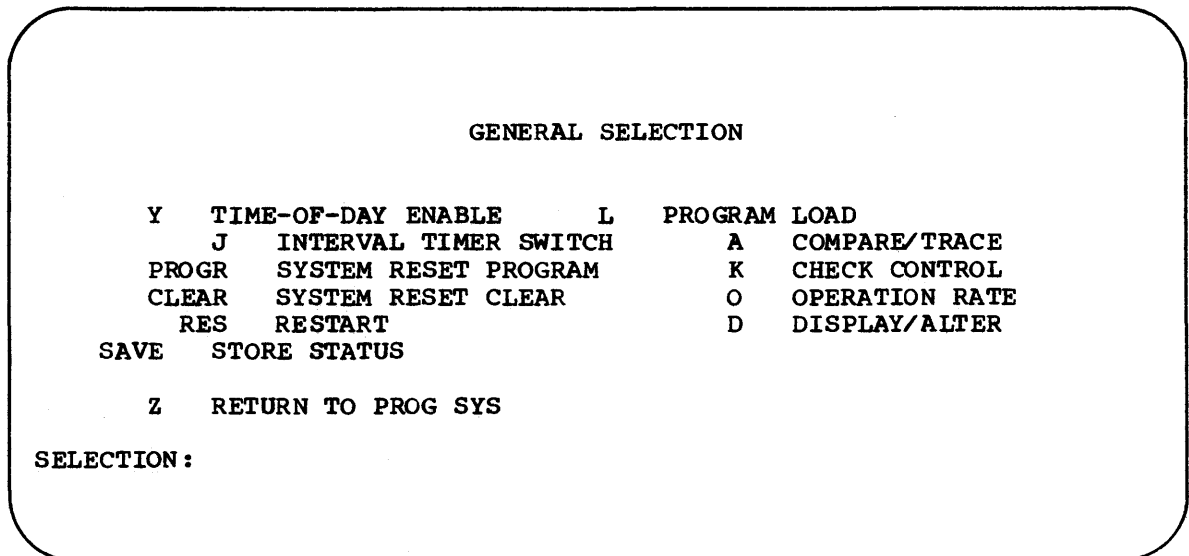 GENERAL SELECTION
Y TIME-OF-DAY ENABLE L PROGRAM LOAD
J INTERVAL TIMER SWITCH A COMPARE/TRACE
PROGR SYSTEM RESET PROGRAM K CHECK CONTROL
CLEAR SYSTEM RESET CLEAR O OPERATION RATE
RES RESTART D DISPLAY/ALTER
SAVE STORE STATUS
Z RETURN TO PROG SYS
SELECTION: